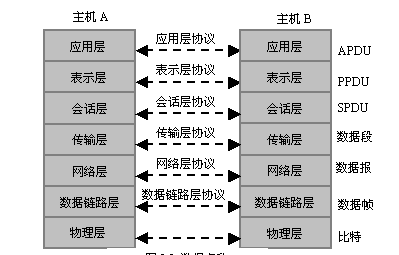 主机 A 主机 B
应用层 应用层协议 应用层 APDU
表示层 表示层协议 表示层 PPDU
会话层 会话层协议 会话层 SPDU
传输层 传输层协议 传输层 数据段
网络层 网络层协议 网络层 数据报
数据链路层 数据链路层协议 数据链路层 数据帧
物理层 物理层 比特